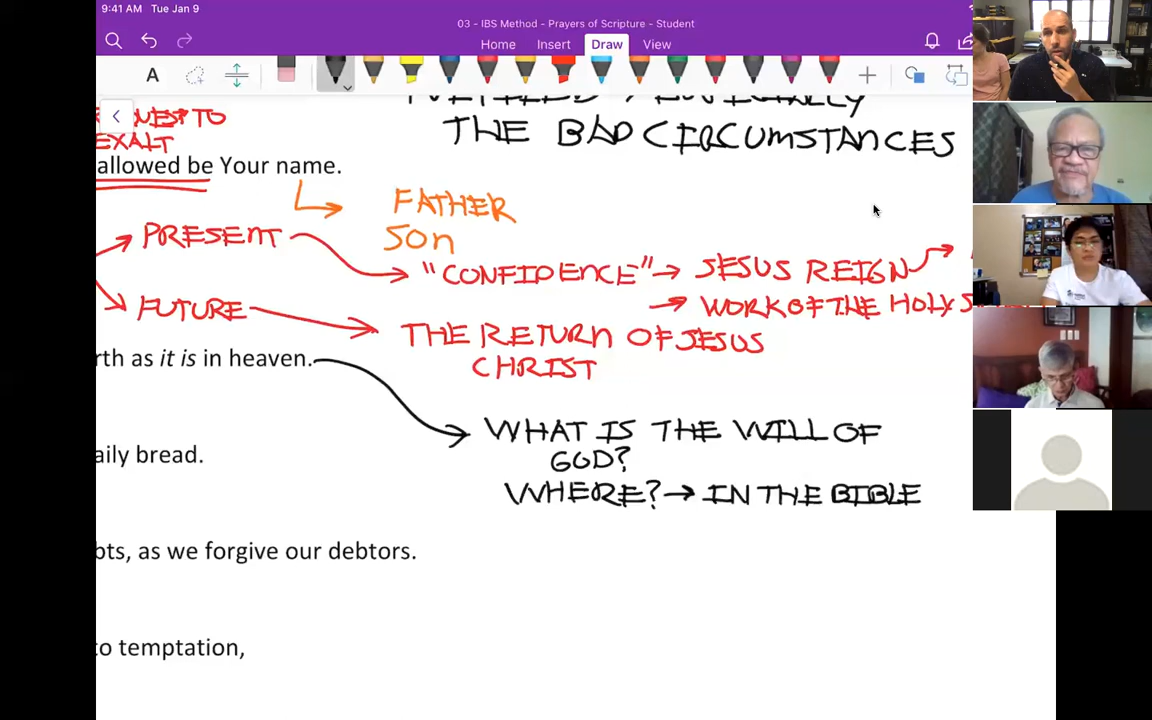 9:41 AM Tue Jan 9
03 - IBS Method - Prayers of Scripture - Student
Home Insert Draw View
A
THE BAD CIRCUMSTANCES
TO
EXALT
allowed be Your name.
FATHER
SON
PRESENT
"CONFIDENCE" → JESUS REIGN
→ WORK OF THE HOLY
FUTURE
THE RETURN OF JESUS
CHRIST
rth as it is in heaven.
WHAT IS THE WILL OF
GOD?
aily bread.
WHERE? → IN THE BIBLE
bts, as we forgive our debtors.
to temptation,